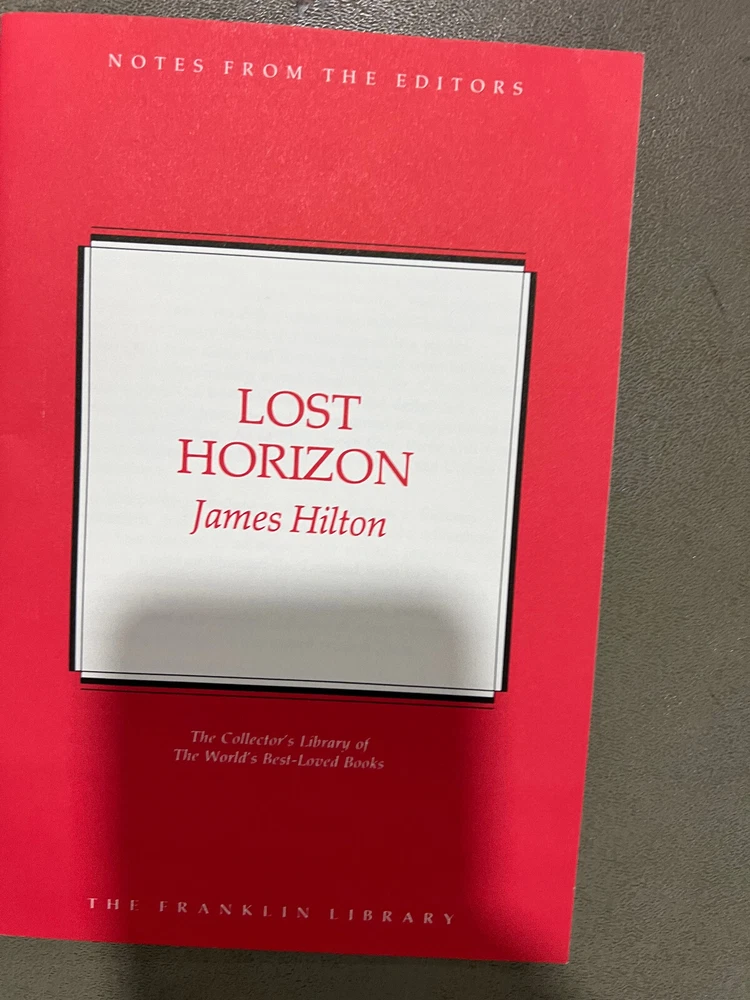 NOTES FROM THE EDITORS
LOST
HORIZON
James Hilton
The Collector's Library of
The World's Best-Loved Books
THE FRANKLIN LIBRARY